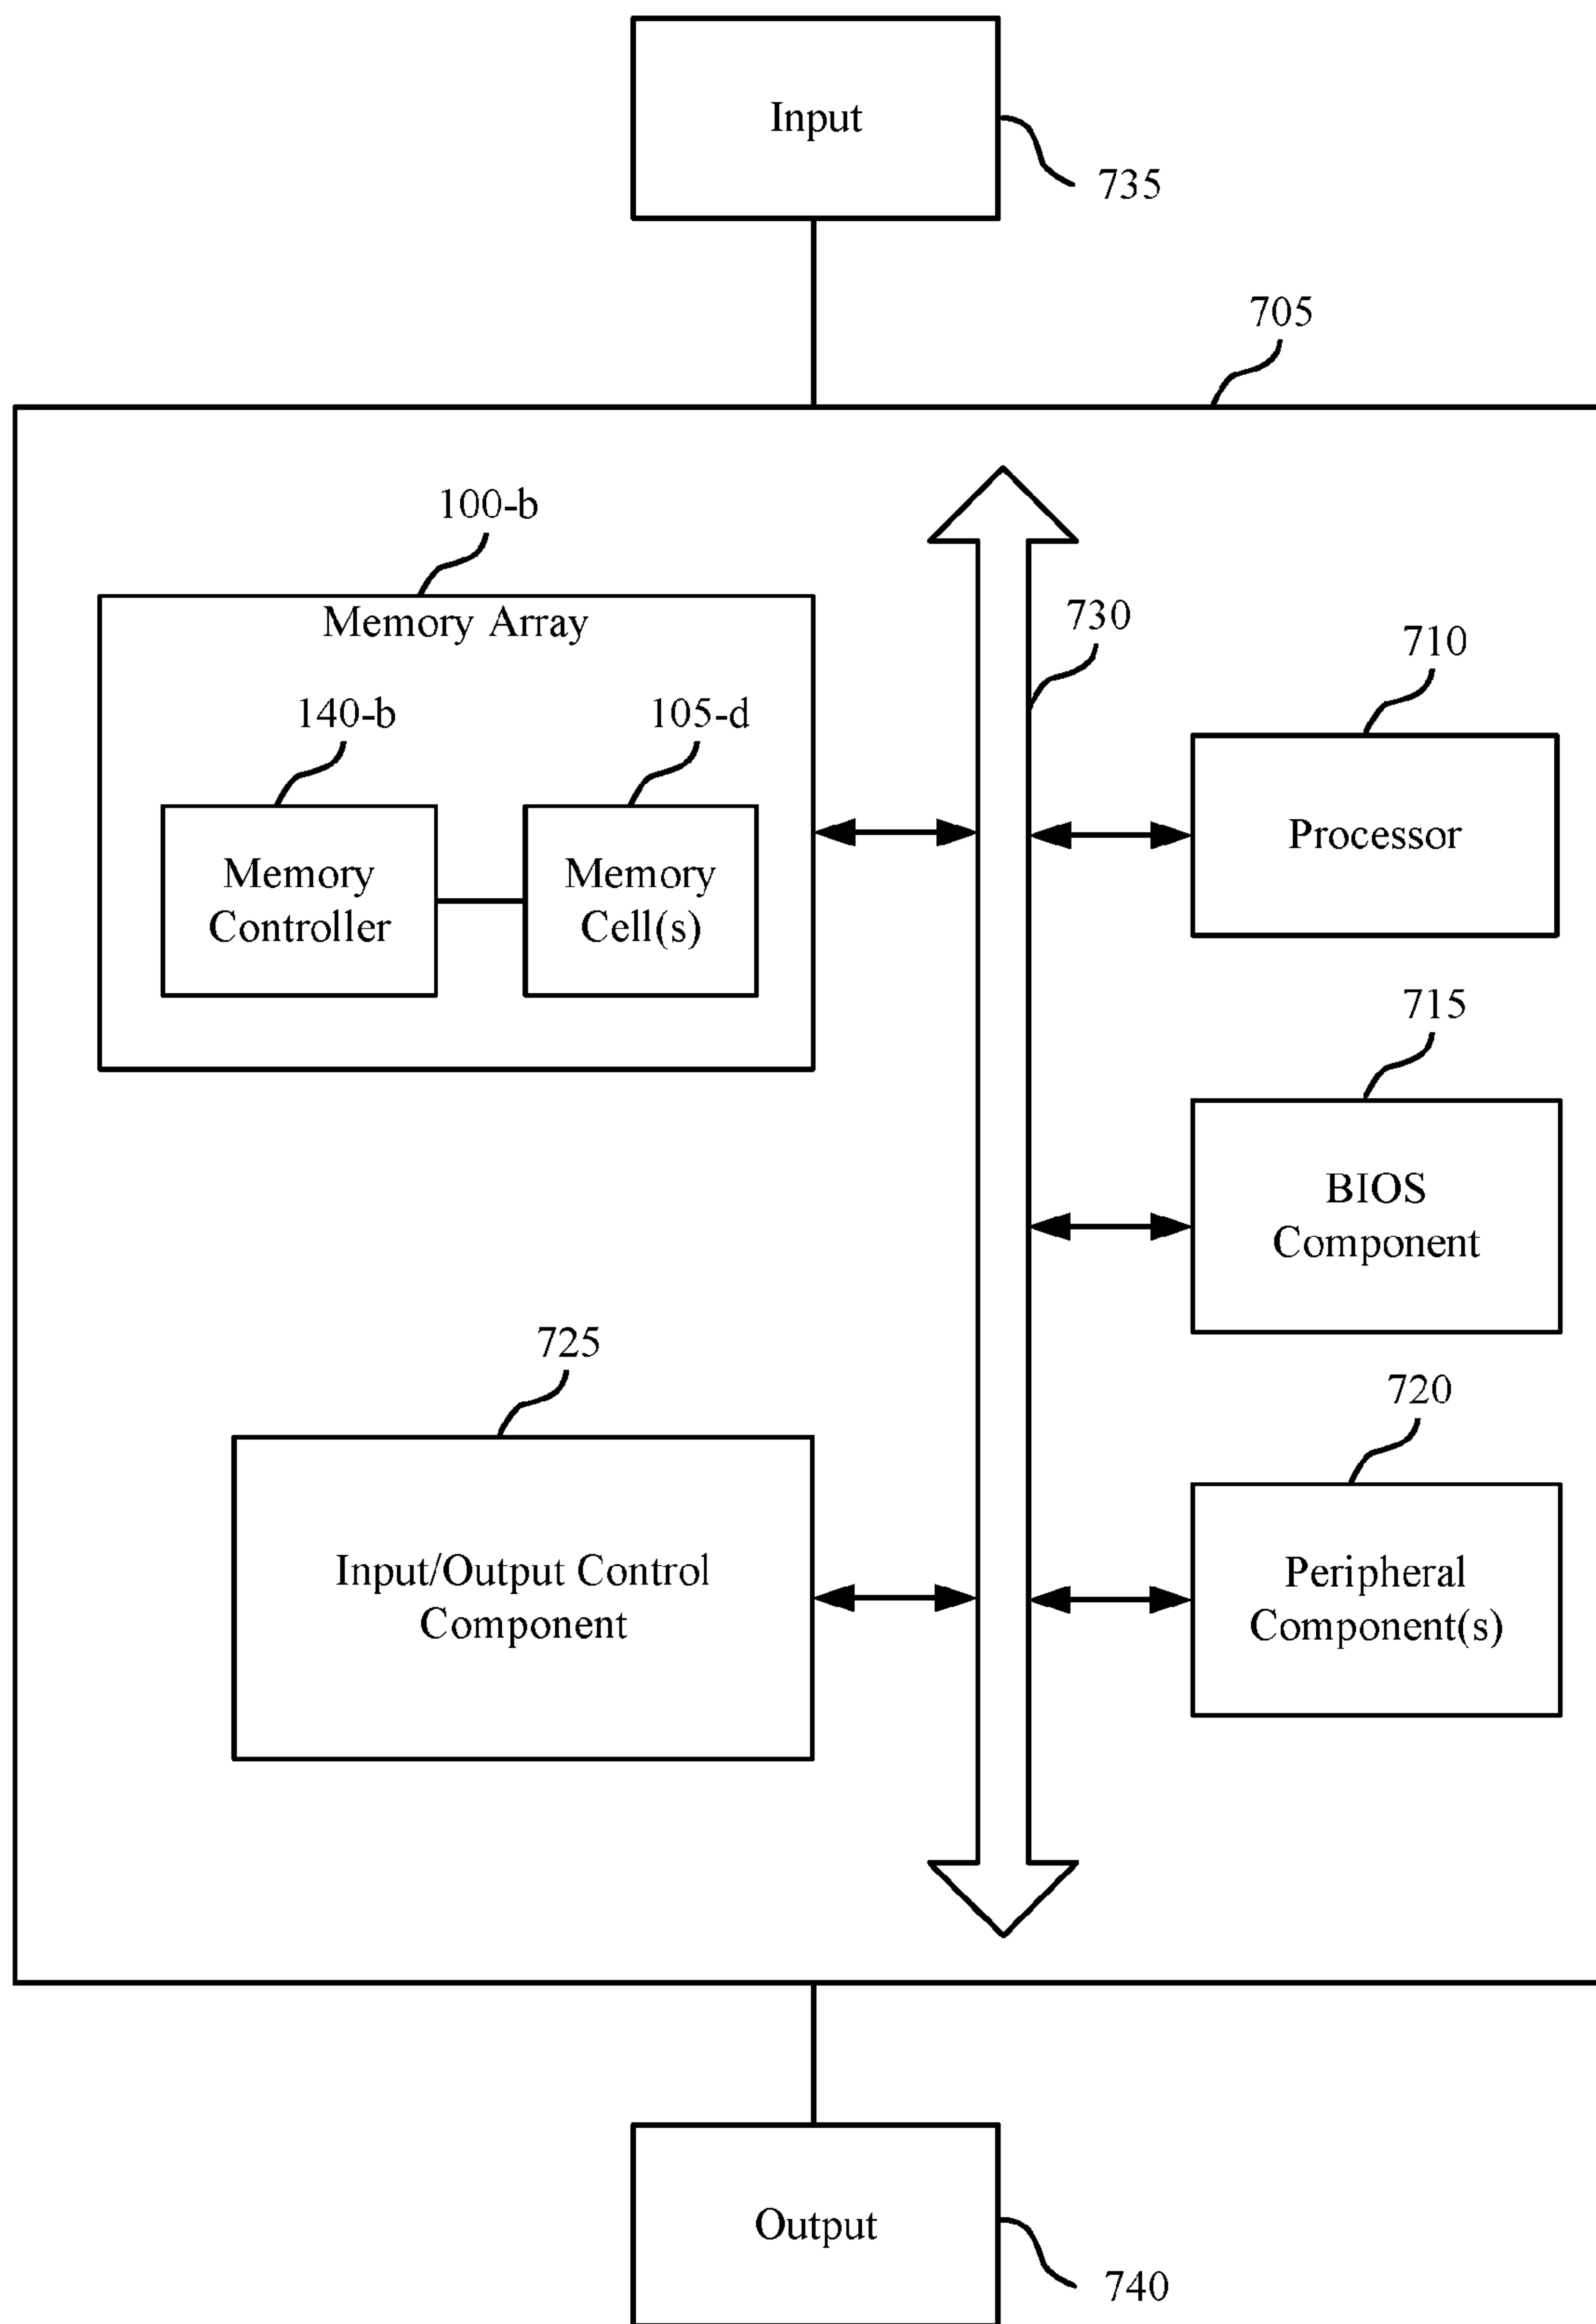 Input
735
705
100-b
Memory Array
730
710
140-b
105-d
Processor
Memory
Controller
Memory
Cell(s)
715
BIOS
Component
725
720
Input/Output Control
Component
Peripheral
Component(s)
Output
740